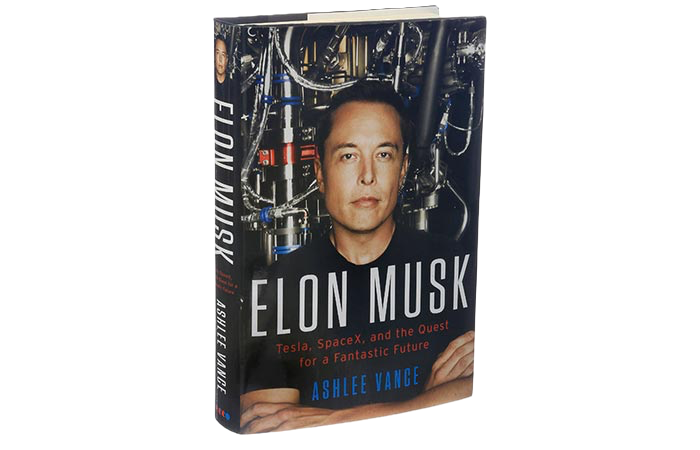 ELON MUSK
Tesla, SpaceX, and the Quest
for a Fantastic Future
ASHLEE VANCE
ELON MUSK
ASHLEE VANCE